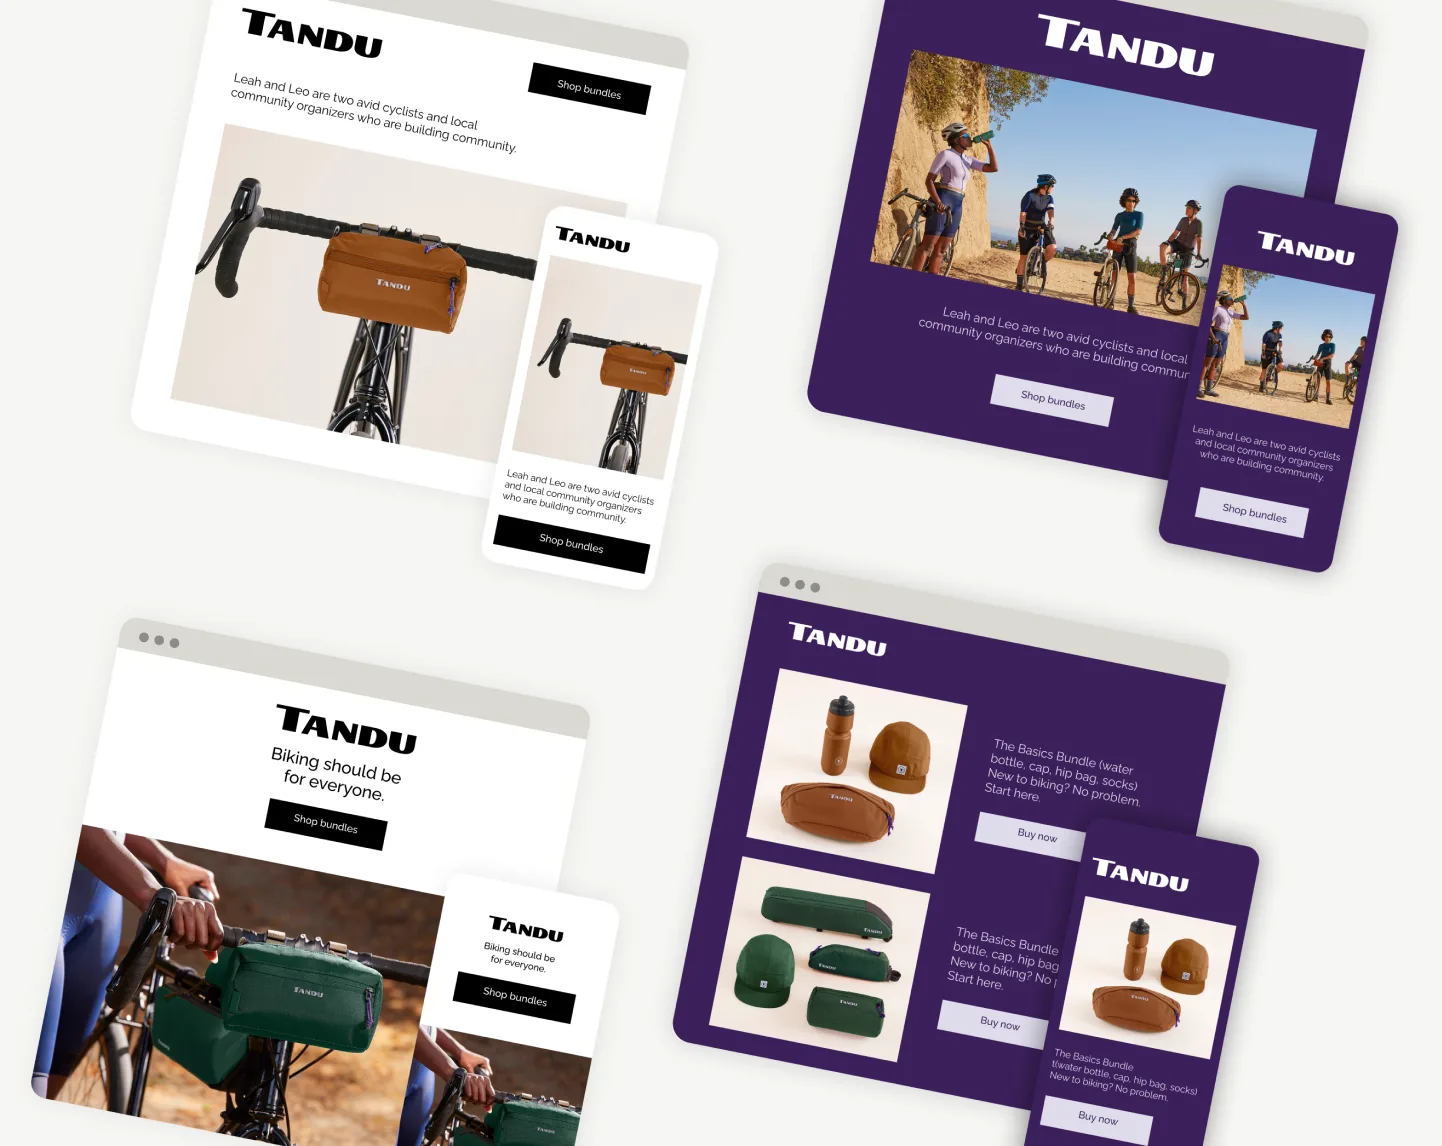 TANDU
Shop bundles
Leah and Leo are two avid cyclists and local
community organizers who are building community.
TANDU
TANDU
TANDU
Leah and Leo are two avid cyclists
and local community organizers
who are building community.
Shop bundles
TANDU
Leah and Leo are two avid cyclists and local
community organizers who are building commun
Shop bundles
TANDU
Leah and Leo are two avid cyclists
and local community organizers
who are building community.
Shop bundles
TANDU
Biking should be
for everyone.
Shop bundles
TANDU
TANDU
Biking should be
for everyone.
Shop bundles
TANDU
TANDU
TANDU
The Basics Bundle (water
bottle, cap, hip bag, socks)
New to biking? No problem.
Start here.
Buy now
TANDU
TANDU
TANDU
The Basics Bundle
bottle, cap, hip bag
New to biking? No p
Start here.
Buy now
TANDU
TANDU
The Basics Bundle
t(water bottle, cap, hip bag, socks)
New to biking? No problem.
Buy now